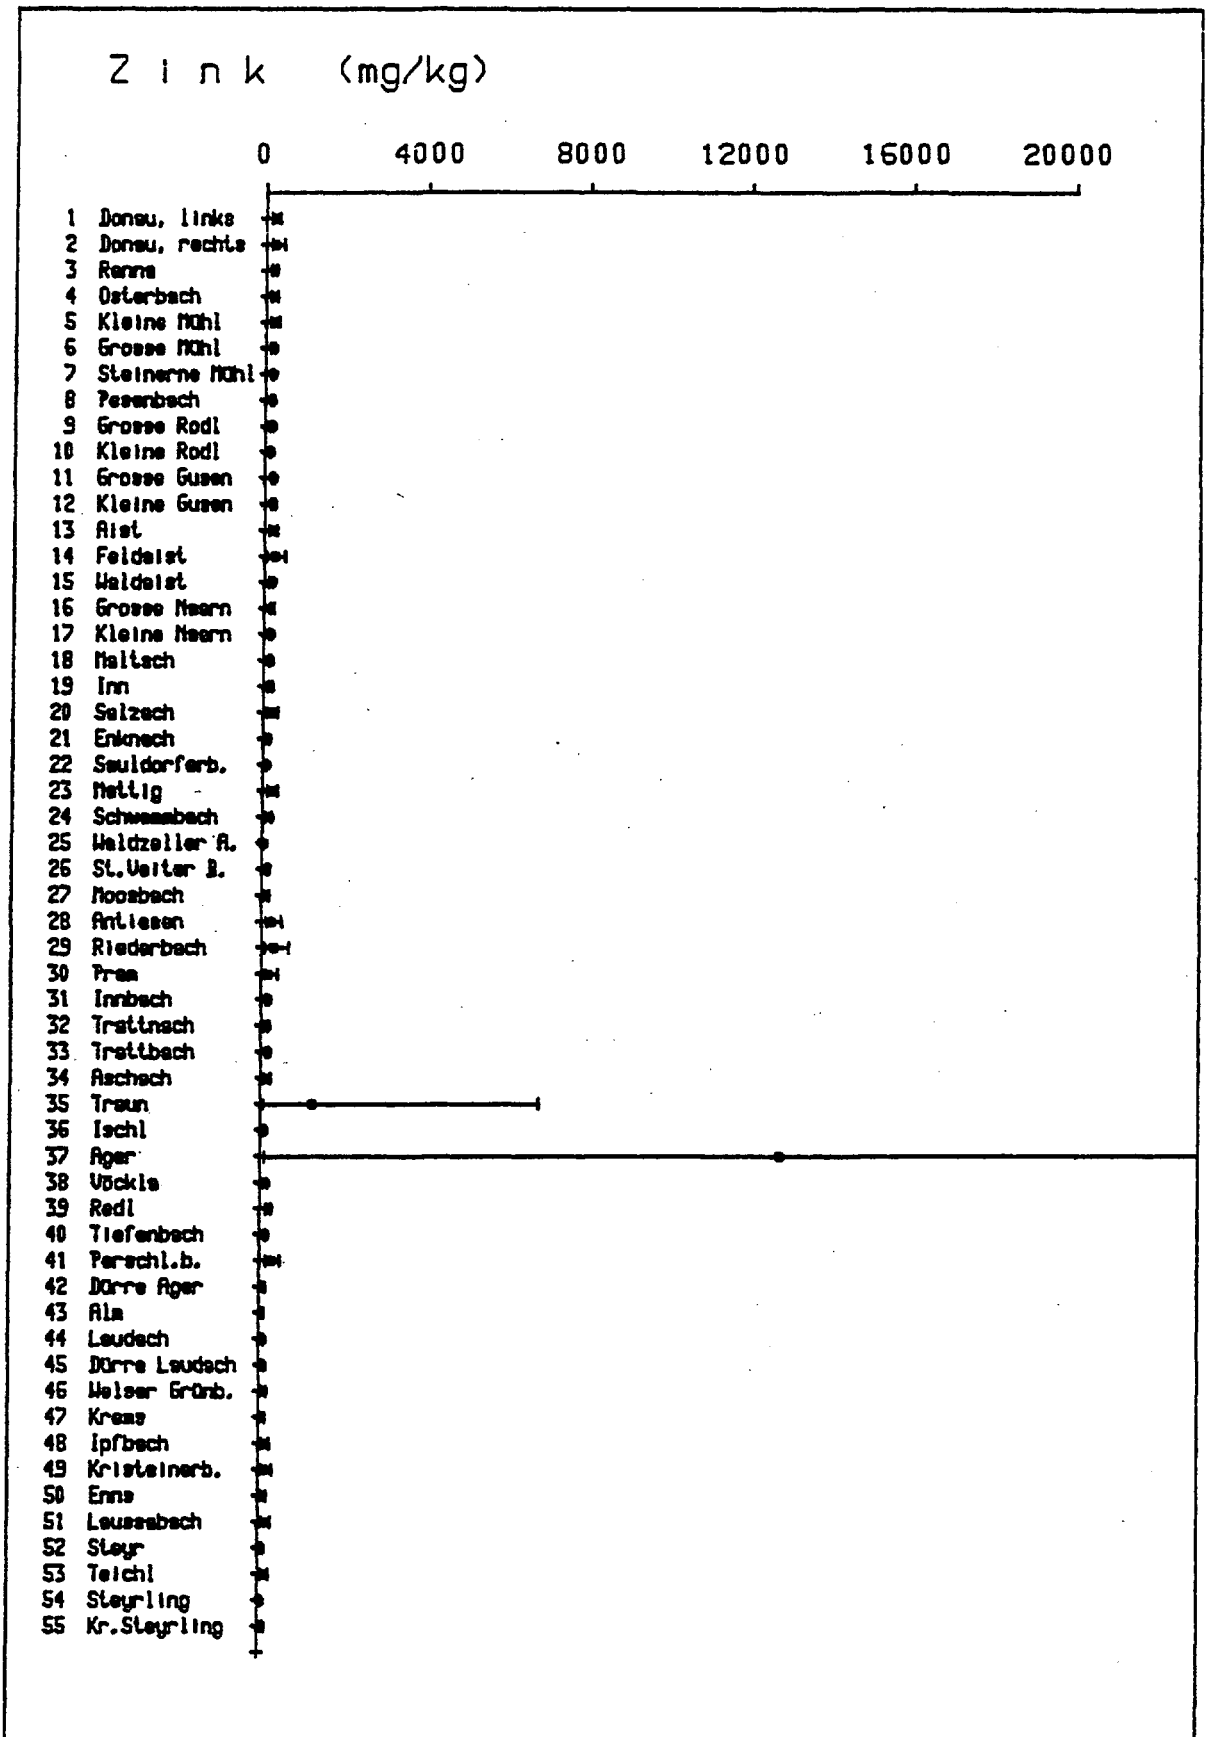 Zink (mg/kg)
0 4000 8000 12000 16000 20000
1 Donau, links
2 Donau, rechts
3 Ranna
4 Osterbach
5 Kleine Mühl
6 Grosse Mühl
7 Steinerne Mühl
8 Pesenbach
9 Grosse Rodl
10 Kleine Rodl
11 Grosse Gusen
12 Kleine Gusen
13 Aist
14 Feldaist
15 Waldaist
16 Grosse Naarn
17 Kleine Naarn
18 Maltsch
19 Inn
20 Salzach
21 Enknach
22 Sauldorferb.
23 Mattig
24 Schwemmbach
25 Waldzeller A.
26 St.Veiter B.
27 Moosbach
28 Antiesen
29 Riederbach
30 Pram
31 Innbach
32 Trattnach
33 Trattbach
34 Aschach
35 Traun
36 Ischl
37 Ager
38 Vöckla
39 Redl
40 Tiefenbach
41 Perschl.b.
42 Dürre Ager
43 Alm
44 Laudach
45 Dürre Laudach
46 Welser Grünb.
47 Krems
48 Ipfbach
49 Kristeinerb.
50 Enns
51 Laussabach
52 Steyr
53 Teichl
54 Steyrling
55 Kr.Steyrling